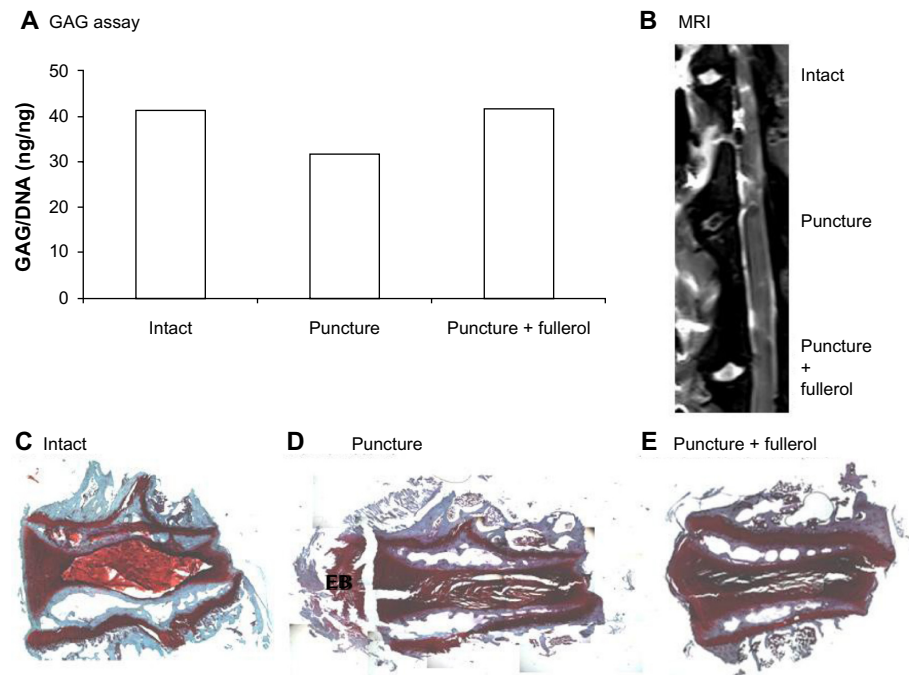 A GAG assay
GAG/DNA (ng/ng)
50
40
30
20
10
0
Intact
Puncture
Puncture + fullerol
B MRI
Intact
Puncture
Puncture
+
fullerol
C Intact
D Puncture
EB
E Puncture + fullerol